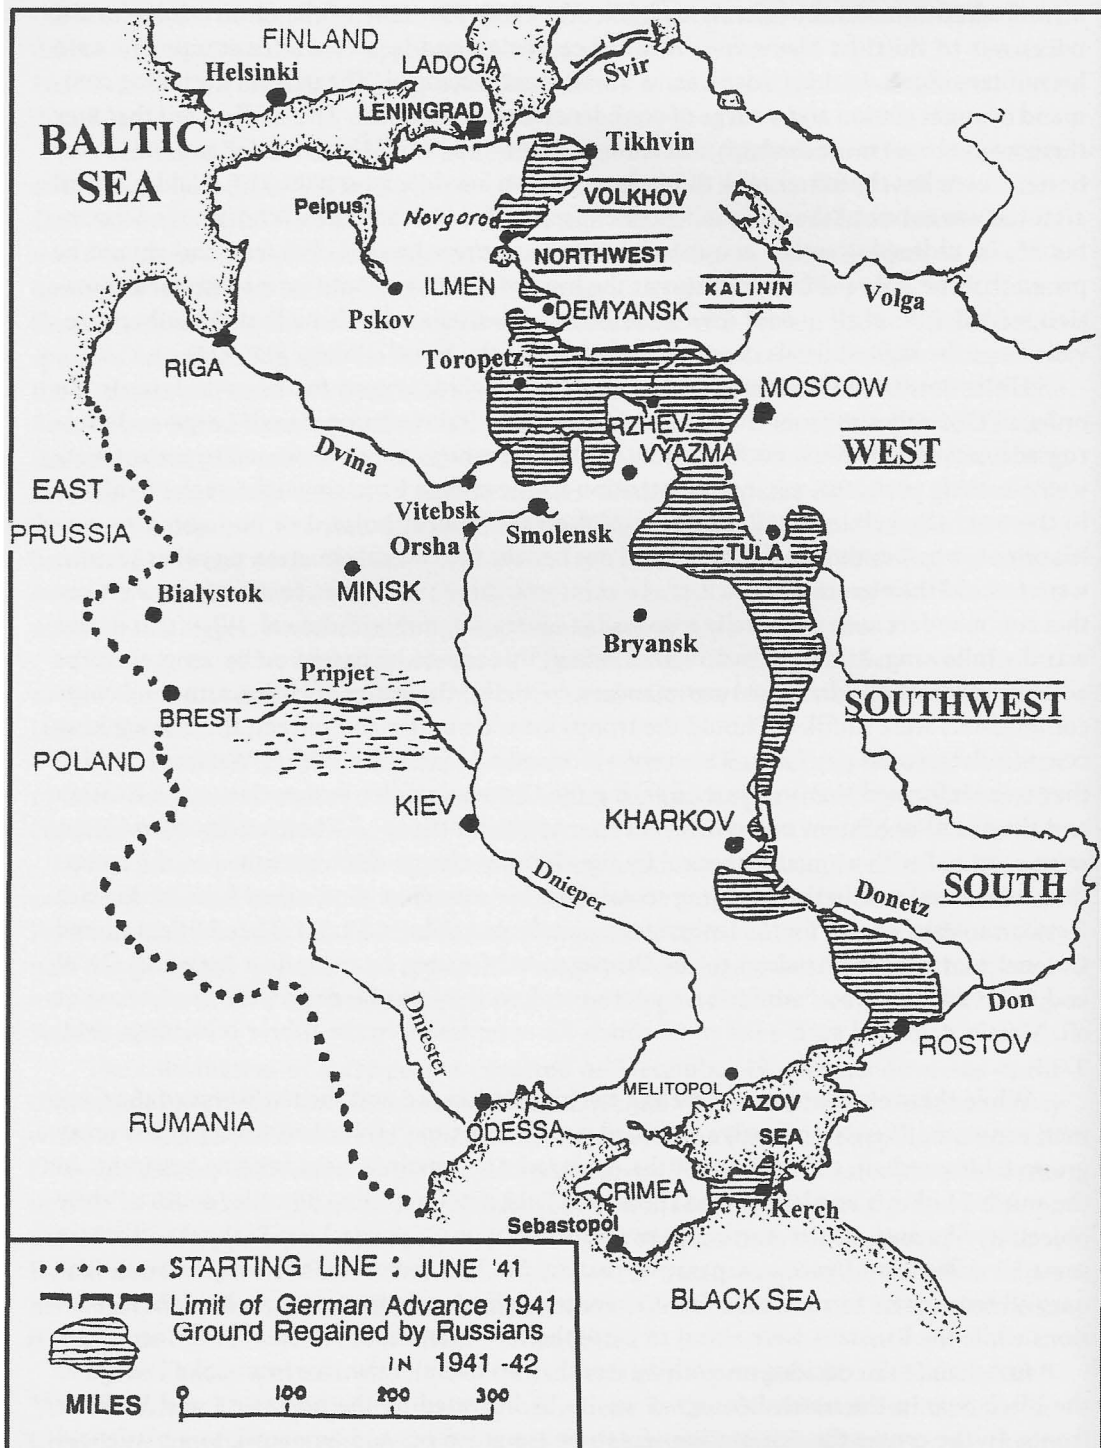 FINLAND
LADOGA
Svir
Helsinki
LENINGRAD
BALTIC
SEA
Tikhvin
Peipus
Novgorod
VOLKHOV
NORTHWEST
ILMEN
KALININ
Volga
DEMYANSK
Pskov
RIGA
Toropetz
MOSCOW
RZHEV
WEST
Dvina
VYAZMA
EAST
PRUSSIA
Vitebsk
Orsha
Smolensk
TULA
MINSK
Bialystok
Bryansk
Pripjet
BREST
SOUTHWEST
POLAND
KIEV
KHARKOV
Dnieper
SOUTH
Donetz
Don
Dniester
ROSTOV
MELITOPOL
RUMANIA
ODESSA
AZOV
SEA
CRIMEA
Kerch
Sebastopol
BLACK SEA
STARTING LINE : JUNE '41
Limit of German Advance 1941
Ground Regained by Russians
IN 1941-42
MILES
0 100 200 300